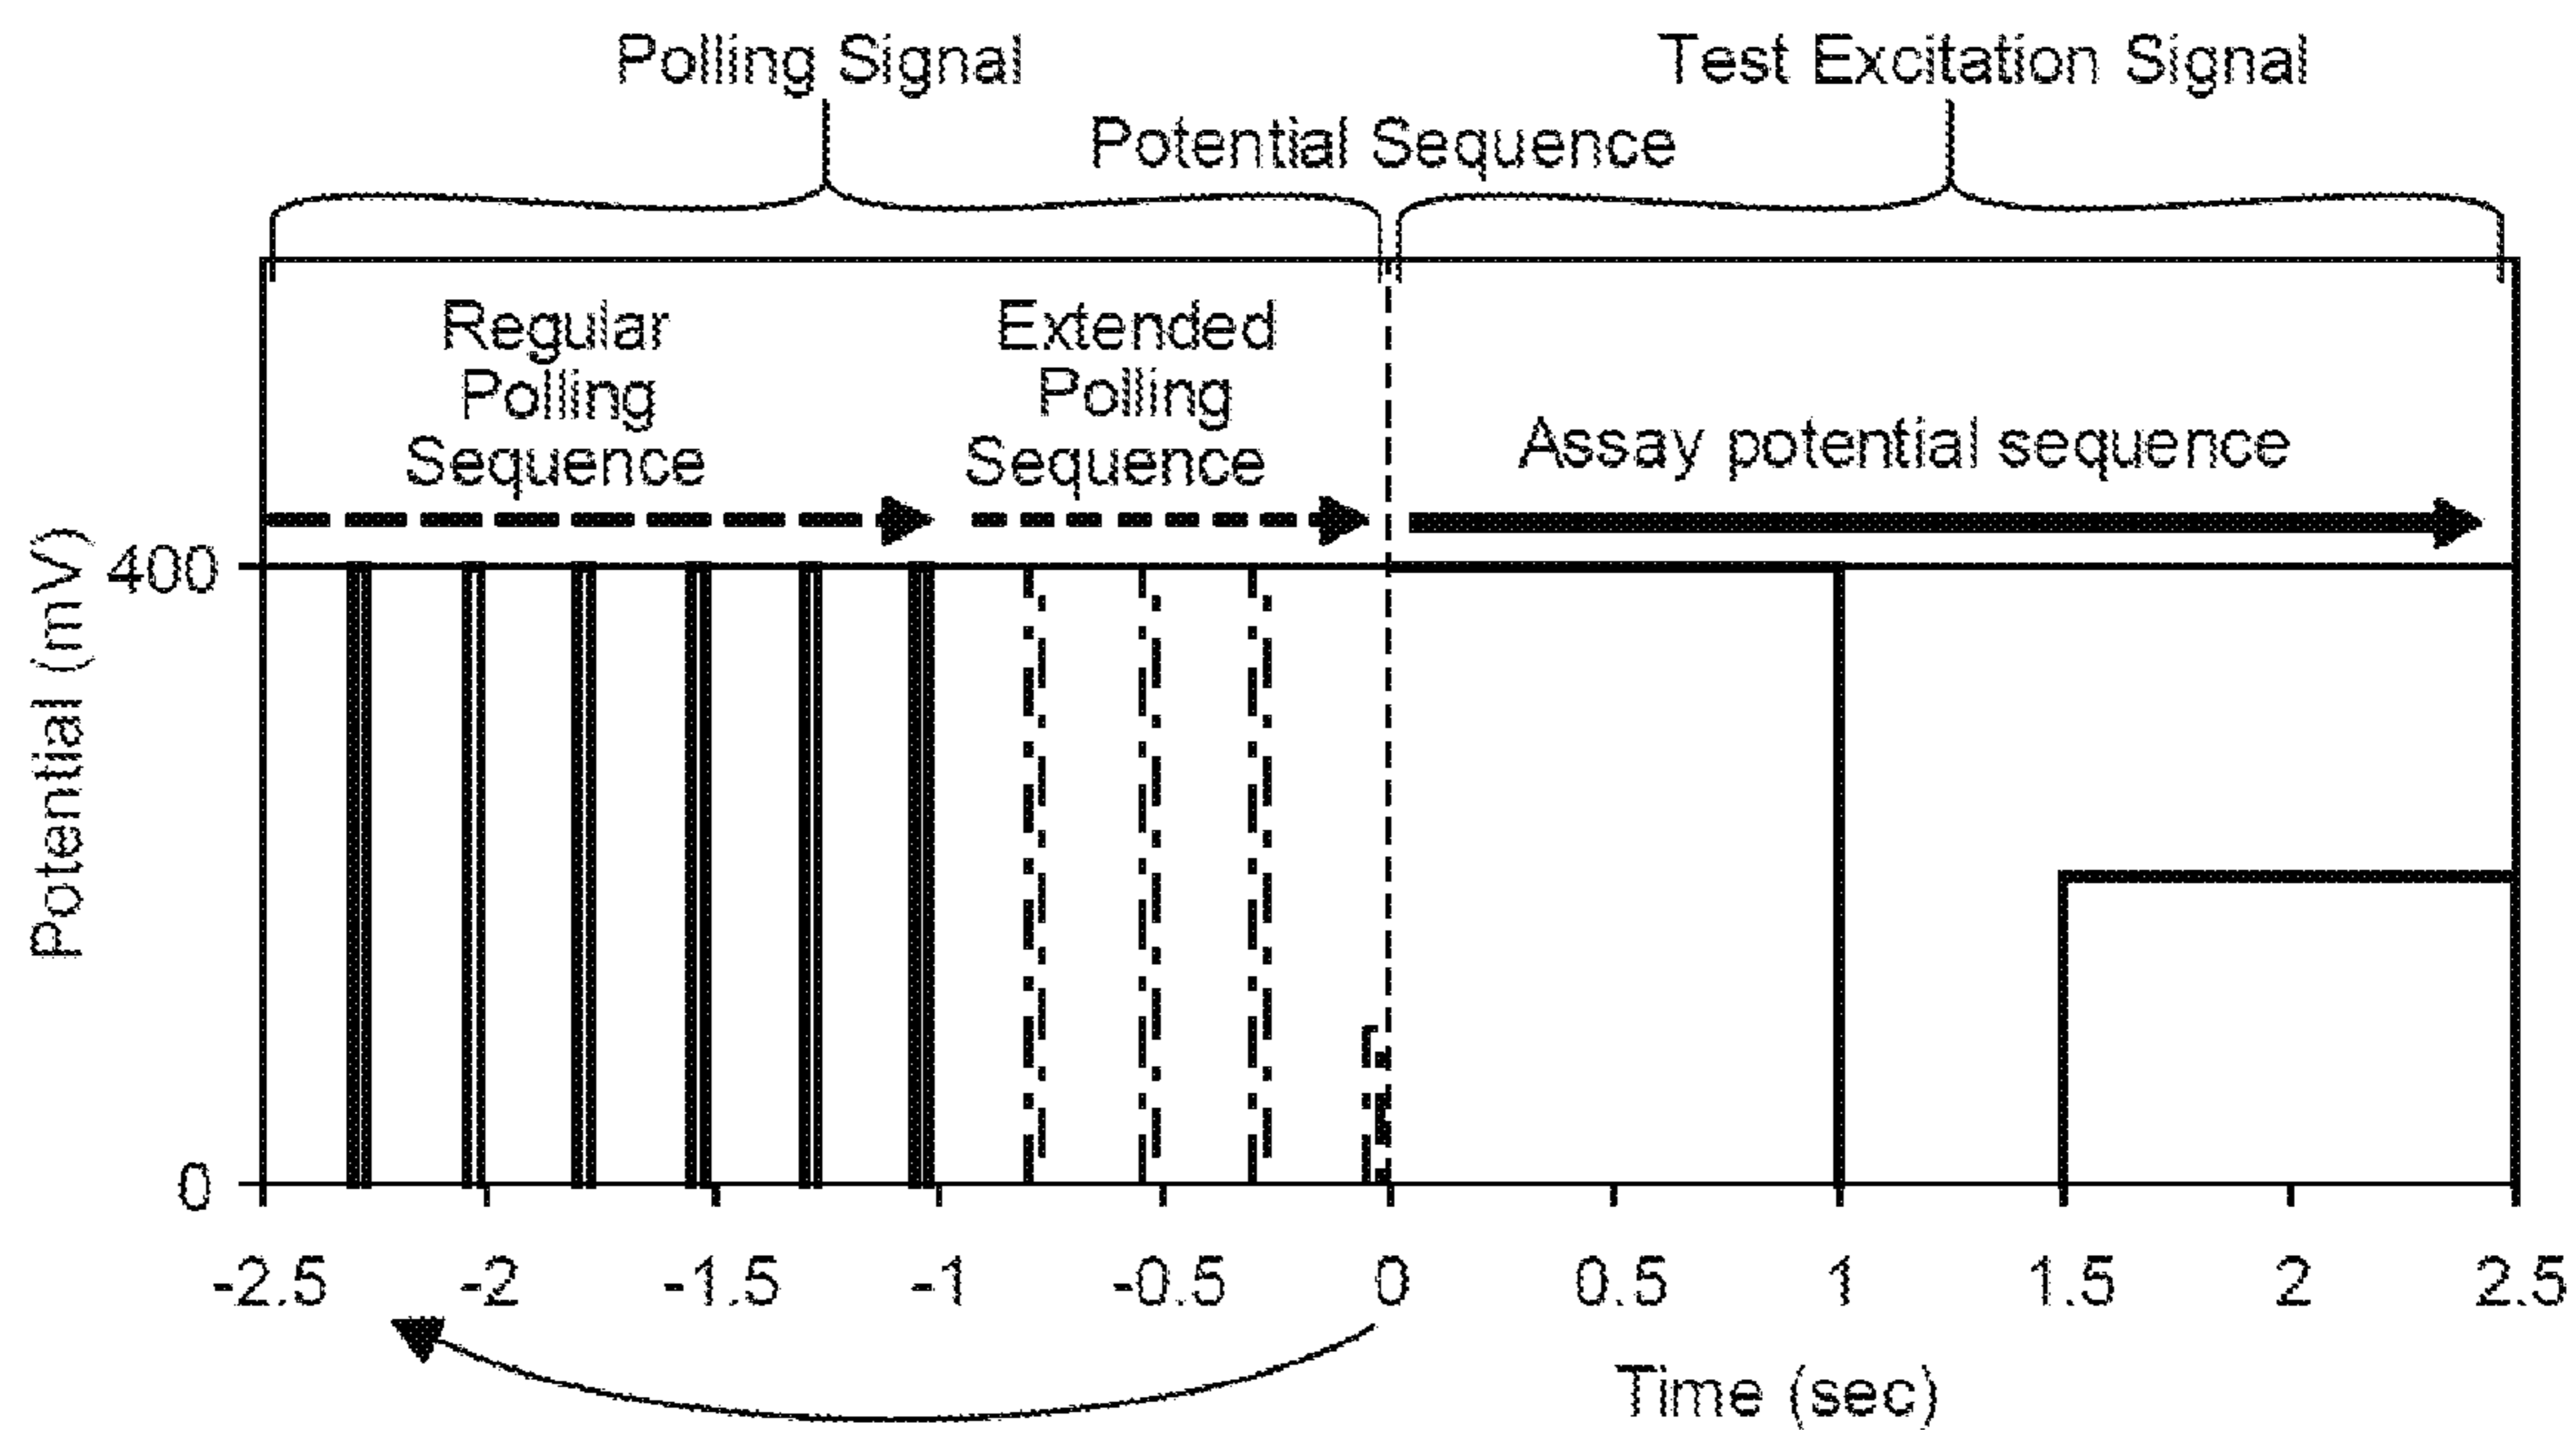 Polling Signal
Test Excitation Signal
Potential Sequence
Regular
Polling
Sequence
Extended
Polling
Sequence
Assay potential sequence
Potential (mV)
400
0
-2.5 -2 -1.5 -1 -0.5 0 0.5 1 1.5 2 2.5
Time (sec)